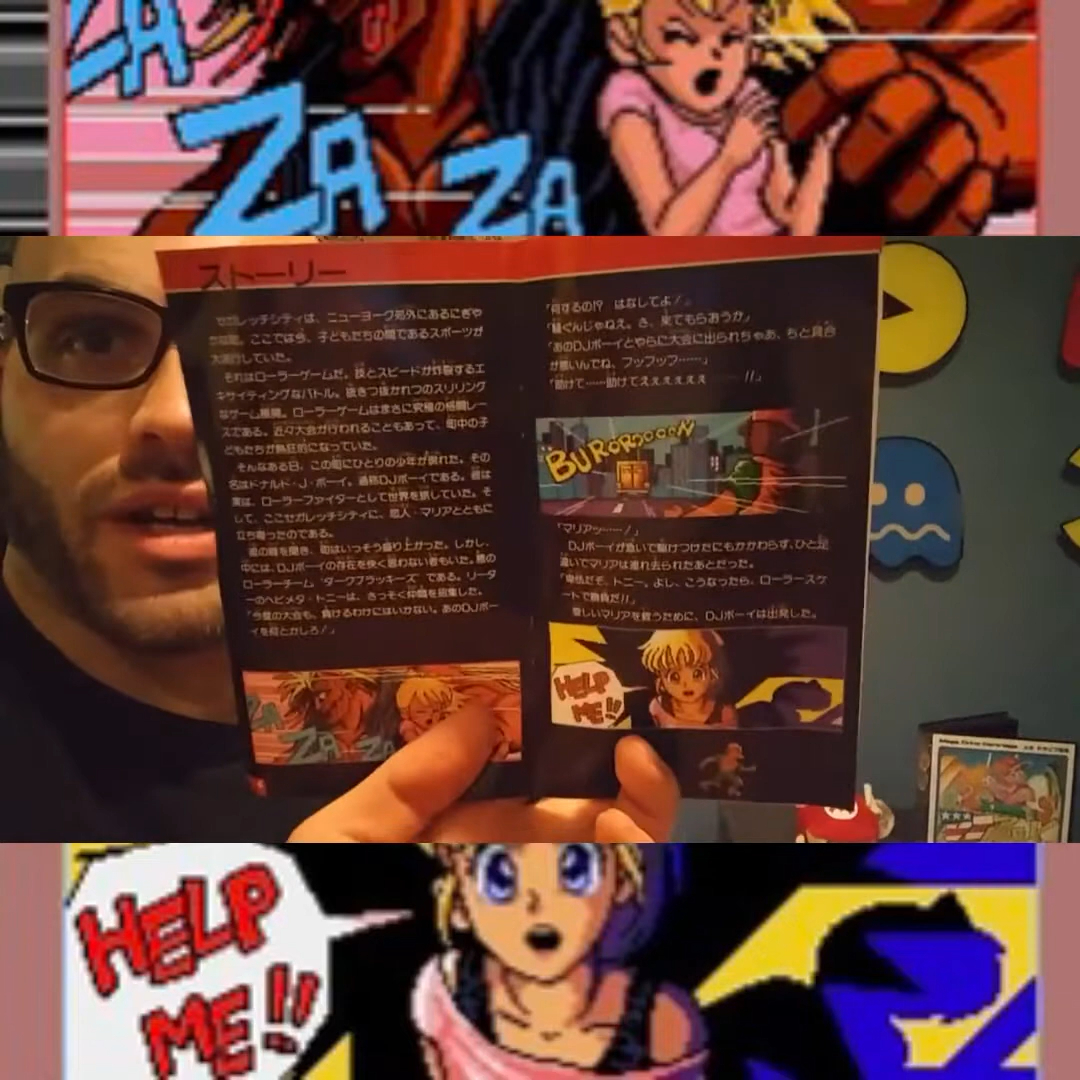 ZA
ZA ZA
ストーリー
セガレッチシティは、ニューヨーク郊外にあるにぎや
かな町。ここでは今、子どもたちの間であるスポーツが
大流行していた。
それはローラーゲームだ。技とスピードが炸裂するエ
キサイティングなバトル。抜きつ抜かれつのスリリング
なゲーム展開。ローラーゲームはまさに究極の格闘レー
スである。近々大会が行われることもあって、町中の子
どもたちが熱狂的になっていた。
そんなある日、この町にひとりの少年が現れた。その
名はドナルド・J・ボーイ。通称DJボーイである。彼は
実は、ローラーファイターとして世界を旅していた。そ
して、ここセガレッチシティに、恋人・マリアとともに
立ち寄ったのである。
彼の噂を聞き、町はいっそう盛り上がった。しかし、
中には、DJボーイの存在を快く思わない者もいた。噂の
ローラーチーム“ダークブラッキーズ”である。リーダ
ーのヘビメタ・トニーは、さっそく仲間を招集した。
「今度の大会も、負けるわけにはいかない。あのDJボー
イを何とかしろ！」
ZA
ZA ZA
「何するの!? はなしてよ！」
「騒ぐんじゃねえ。さ、来てもらおうか」
「あのDJボーイとやらに大会に出られちゃあ、ちと具合
が悪いんでね、フッフッフ……」
「助けて……助けてえええええええ !!」
BUROROOOON
「マリアッ……！」
DJボーイが急いで駆けつけたにもかかわらず、ひと足
違いでマリアは連れ去られたあとだった。
「卑怯だぞ、トニー。よし、こうなったら、ローラースケ
ートで勝負だ!!」
愛しいマリアを救うために、DJボーイは出発した。
HELP
ME!!
HELP
ME!!